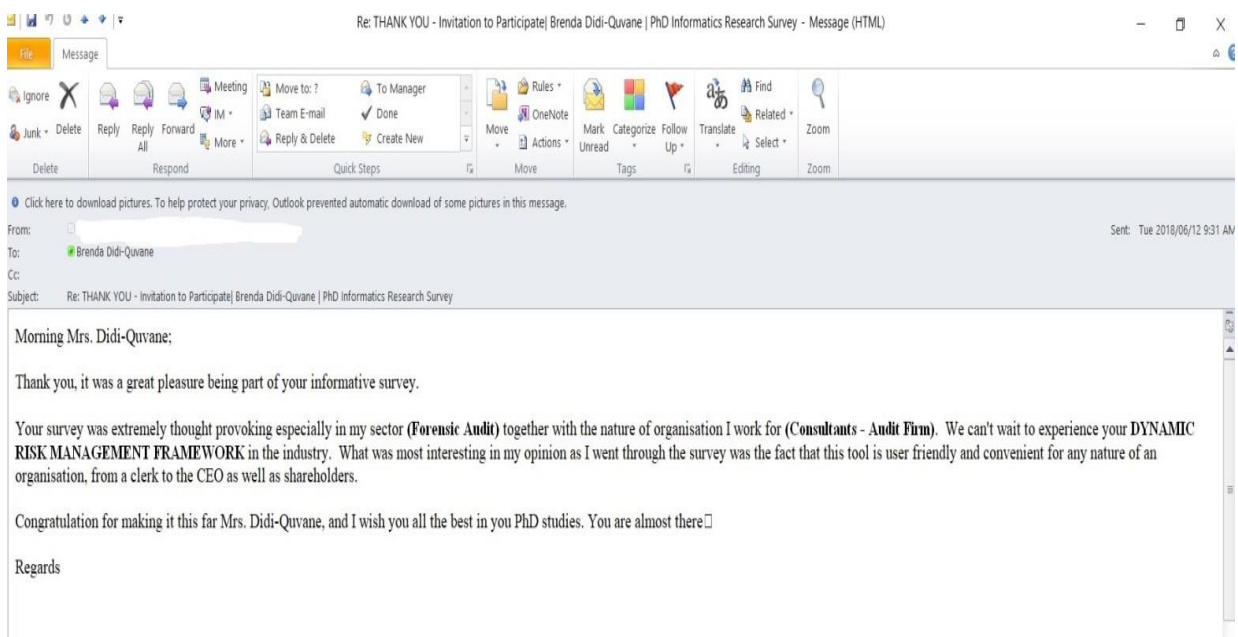 Re: THANK YOU - Invitation to Participate| Brenda Didi-Quvane | PhD Informatics Research Survey - Message (HTML)
File Message
Ignore
Junk
Delete
Reply
Reply All
Forward
Meeting
IM
More
Move to: ?
Team E-mail
Reply & Delete
To Manager
Done
Create New
Move
Rules
OneNote
Actions
Mark Unread
Categorize
Follow Up
Translate
Find
Related
Select
Zoom
Delete Respond Quick Steps Move Tags Editing Zoom
Click here to download pictures. To help protect your privacy, Outlook prevented automatic download of some pictures in this message.
From: Sent: Tue 2018/06/12 9:31 AM
To: Brenda Didi-Quvane
Cc:
Subject: Re: THANK YOU - Invitation to Participate| Brenda Didi-Quvane | PhD Informatics Research Survey
Morning Mrs. Didi-Quvane;
Thank you, it was a great pleasure being part of your informative survey.
Your survey was extremely thought provoking especially in my sector (Forensic Audit) together with the nature of organisation I work for (Consultants - Audit Firm). We can't wait to experience your DYNAMIC
RISK MANAGEMENT FRAMEWORK in the industry. What was most interesting in my opinion as I went through the survey was the fact that this tool is user friendly and convenient for any nature of an
organisation, from a clerk to the CEO as well as shareholders.
Congratulation for making it this far Mrs. Didi-Quvane, and I wish you all the best in you PhD studies. You are almost there□
Regards